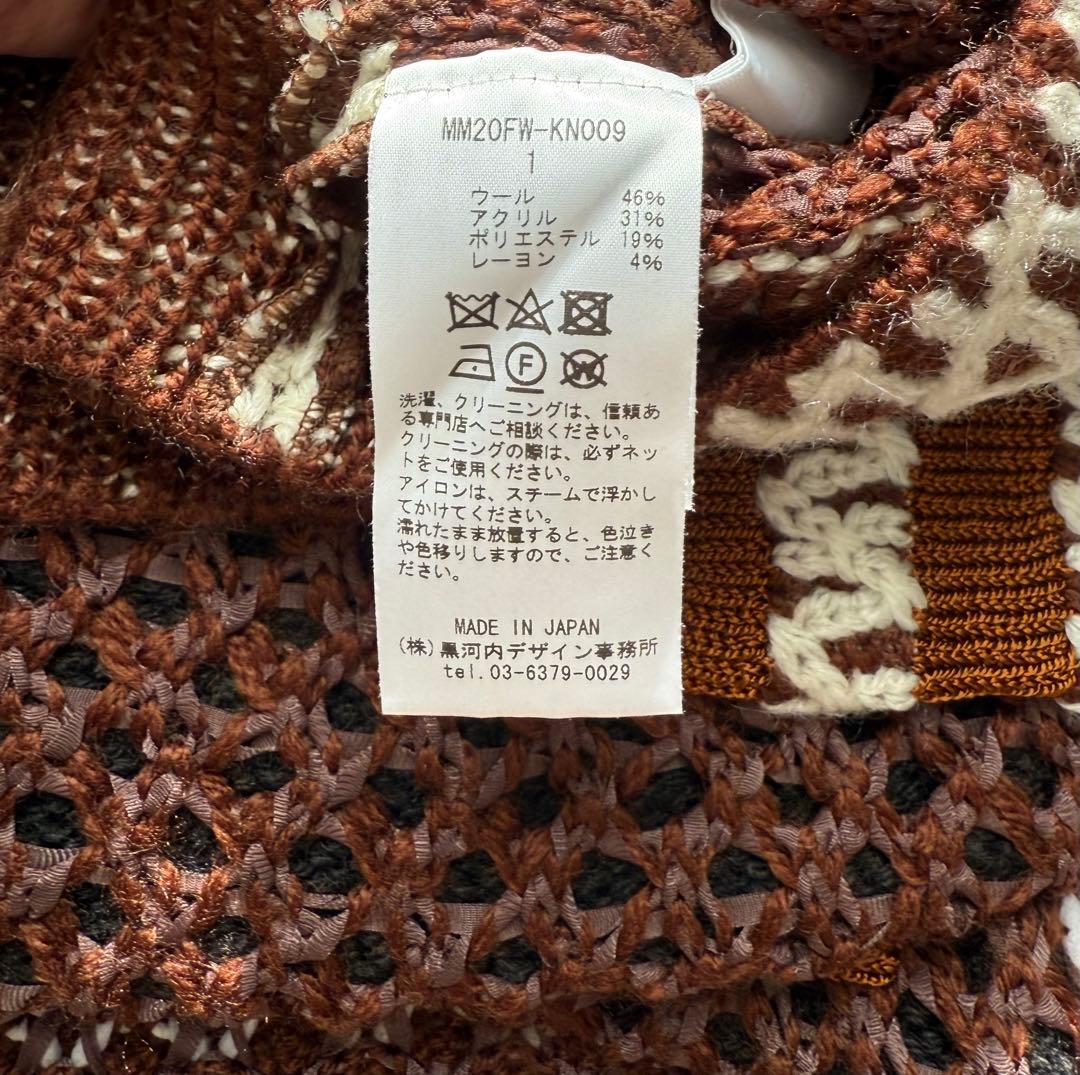 MM20FW-KN009
1
ウール 46%
アクリル 31%
ポリエステル 19%
レーヨン 4%
F
W
洗濯、クリーニングは、信頼あ
る専門店へご相談ください。
クリーニングの際は、必ずネッ
トをご使用ください。
アイロンは、スチームで浮かし
てかけてください。
濡れたまま放置すると、色泣き
や色移りしますので、ご注意く
ださい。
MADE IN JAPAN
(株)黒河内デザイン事務所
tel.03-6379-0029